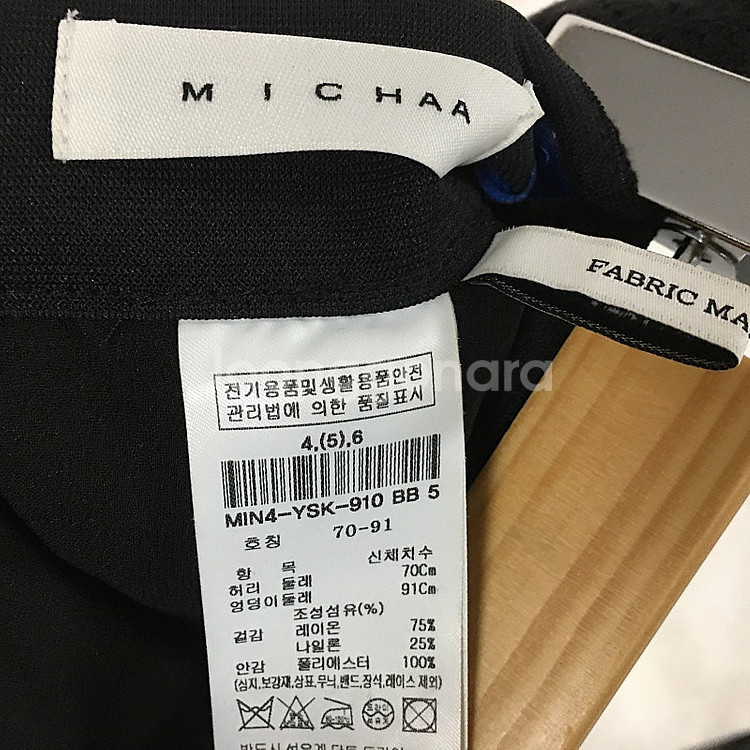 MICHAA
FABRIC MA
전기용품및생활용품안전
관리법에 의한 품질표시
4,(5),6
MIN4-YSK-910 BB 5
호칭 70-91
항 목 신체치수
허리 둘레 70Cm
엉덩이둘레 91Cm
조성섬유(%)
겉감 레이온 75%
나일론 25%
안감 폴리에스터 100%
(심지,보강재,상표,무늬,밴드,장식,레이스 제외)